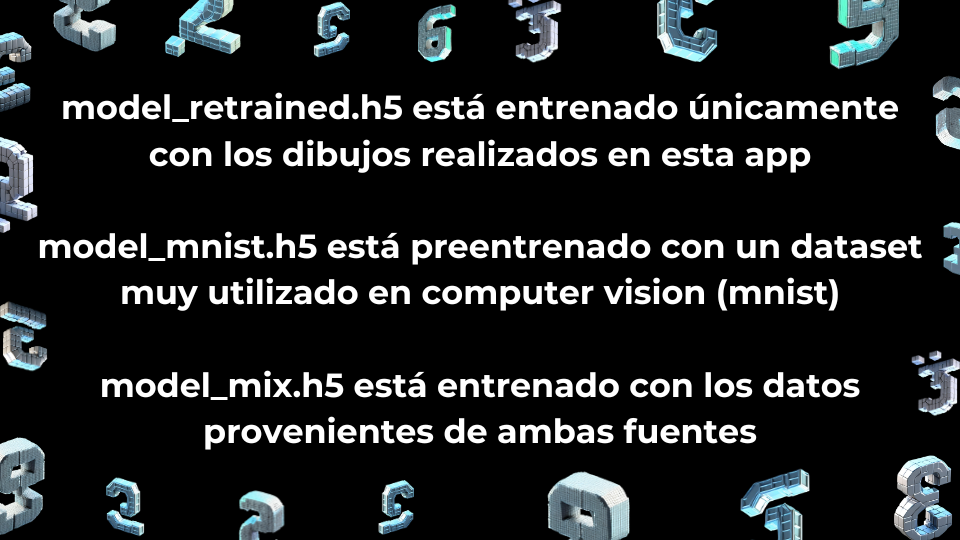 model_retrained.h5 está entrenado únicamente
con los dibujos realizados en esta app
model_mnist.h5 está preentrenado con un dataset
muy utilizado en computer vision (mnist)
model_mix.h5 está entrenado con los datos
provenientes de ambas fuentes